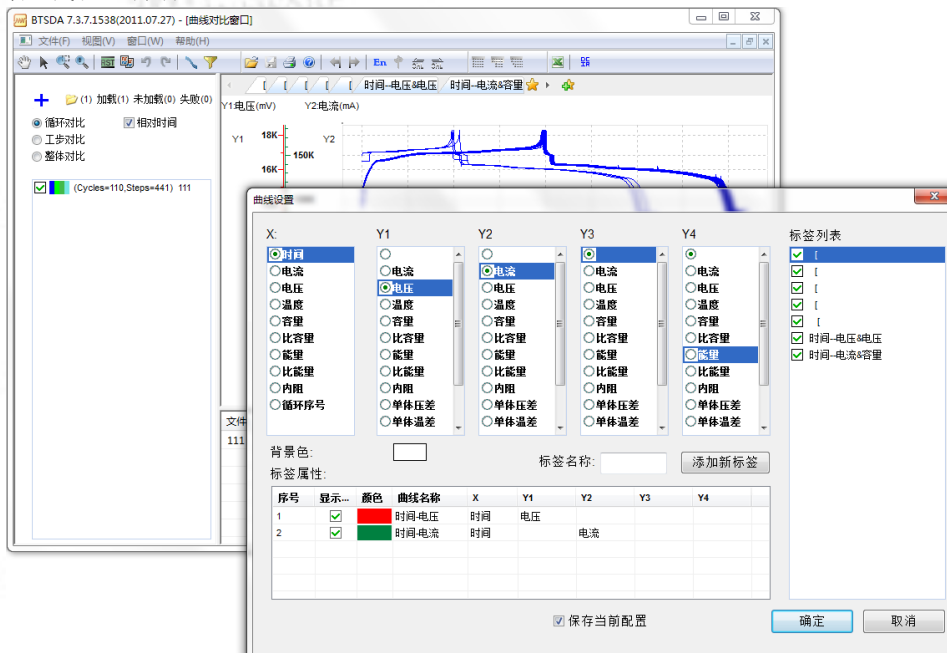 BTSDA 7.3.7.1538(2011.07.27) - [曲线对比窗口]
文件(F) 视图(V) 窗口(W) 帮助(H)
En
(1) 加载(1) 未加载(0) 失败(0)
循环对比 相对时间
工步对比
整体对比
(Cycles=110,Steps=441) 111
[ [ [ [ [ 时间--电压&电压 时间--电流&容量
Y1:电压(mV) Y2:电流(mA)
Y1 18K Y2
150K
16K
文件
111
曲线设置
X: Y1 Y2 Y3 Y4 标签列表
时间 [
电流 电流 电流 电流 [
电压 电压 电压 电压 电压 [
温度 温度 温度 温度 温度 [
容量 容量 容量 容量 容量 [
比容量 比容量 比容量 比容量 比容量 时间--电压&电压
能量 能量 能量 能量 能量 时间--电流&容量
比能量 比能量 比能量 比能量 比能量
内阻 内阻 内阻 内阻 内阻
循环序号 单体压差 单体压差 单体压差 单体压差
单体温差 单体温差 单体温差 单体温差
背景色: 标签名称: 添加新标签
标签属性:
序号 显示... 颜色 曲线名称 X Y1 Y2 Y3 Y4
1 时间-电压 时间 电压
2 时间-电流 时间 电流
保存当前配置 确定 取消